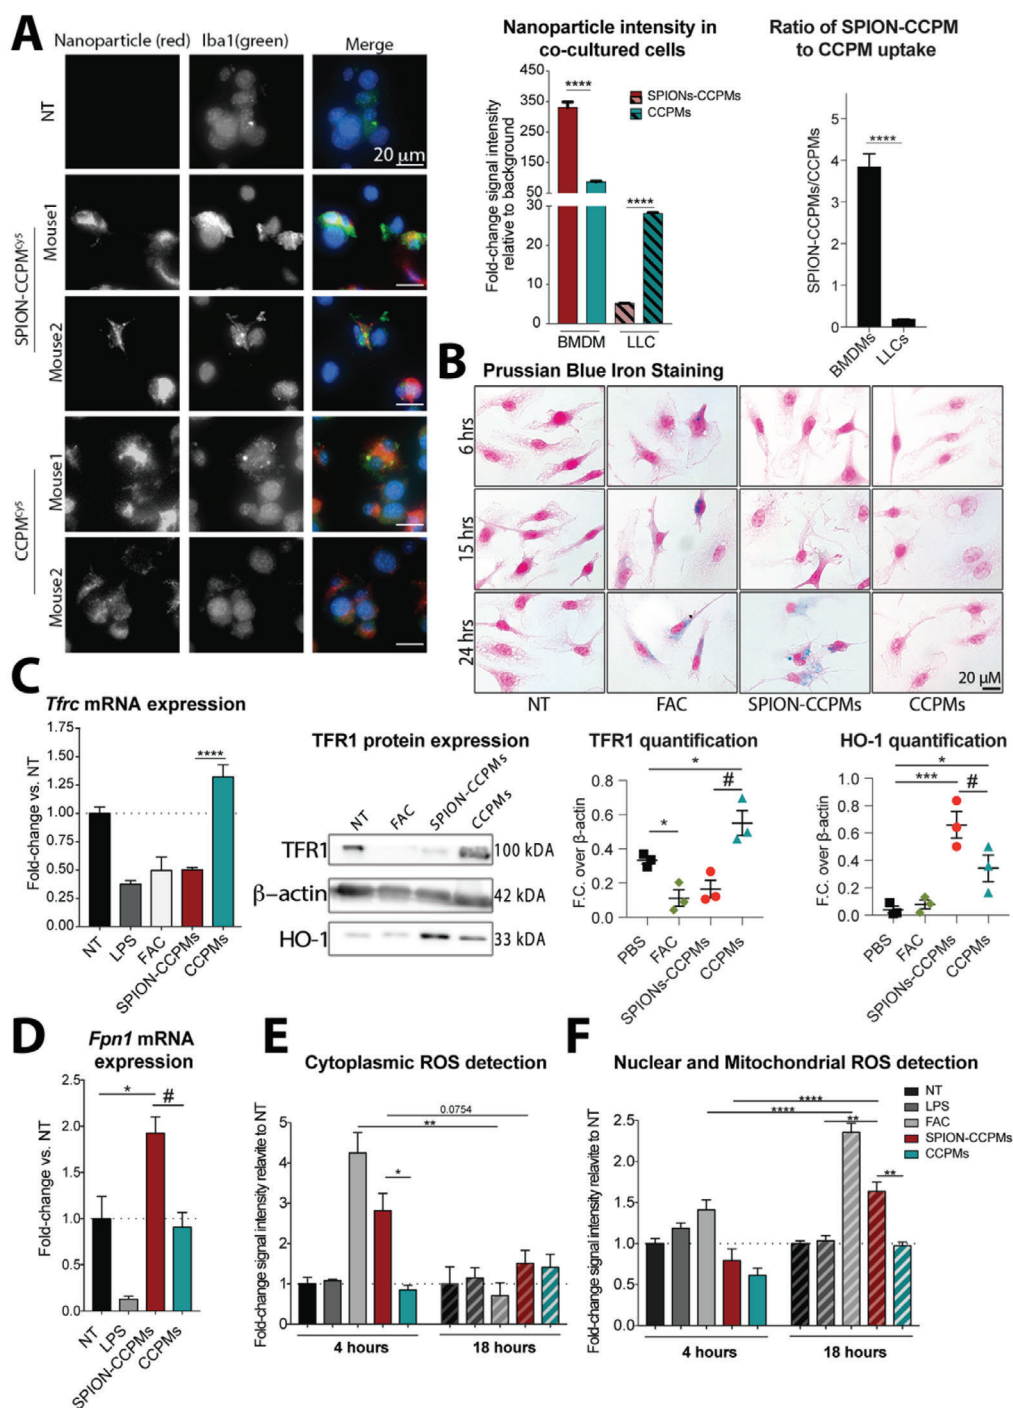 A
Nanoparticle (red)
Iba1(green)
Merge
NT
20 µm
SPION-CCPMCy5
Mouse1
Mouse2
CCPMCy5
Mouse1
Mouse2
Nanoparticle intensity in
co-cultured cells
Fold-change signal intensity
relative to background
450
350
250
150
50
30
20
10
0
****
****
SPIONs-CCPMs
CCPMs
BMDM
LLC
Ratio of SPION-CCPM
to CCPM uptake
SPION-CCPMs/CCPMs
5
4
3
2
1
0
****
BMDMs
LLCs
B
Prussian Blue Iron Staining
6 hrs
15 hrs
24 hrs
20 µM
NT
FAC
SPION-CCPMs
CCPMs
C
Tfrc mRNA expression
Fold-change vs. NT
1.75
1.50
1.25
1.00
0.75
0.50
0.25
0.00
****
NT
LPS
FAC
SPION-CCPMs
CCPMs
TFR1 protein expression
NT
FAC
SPION-CCPMs
CCPMs
TFR1
100 kDA
β-actin
42 kDA
HO-1
33 kDA
TFR1 quantification
F.C. over β-actin
0.8
0.6
0.4
0.2
0.0
*
#
*
PBS
FAC
SPIONs-CCPMs
CCPMs
HO-1 quantification
F.C. over β-actin
1.0
0.8
0.6
0.4
0.2
0.0
*
***
#
PBS
FAC
SPIONs-CCPMs
CCPMs
D
Fpn1 mRNA
expression
Fold-change vs. NT
2.5
2.0
1.5
1.0
0.5
0.0
*
#
NT
LPS
SPION-CCPMs
CCPMs
E
Cytoplasmic ROS detection
Fold-change signal intensity relavite to NT
5
4
3
2
1
0
0.0754
**
*
4 hours
18 hours
F
Nuclear and Mitochondrial ROS detection
Fold-change signal intensity relavite to NT
2.5
2.0
1.5
1.0
0.5
0.0
****
****
**
**
NT
LPS
FAC
SPION-CCPMs
CCPMs
4 hours
18 hours